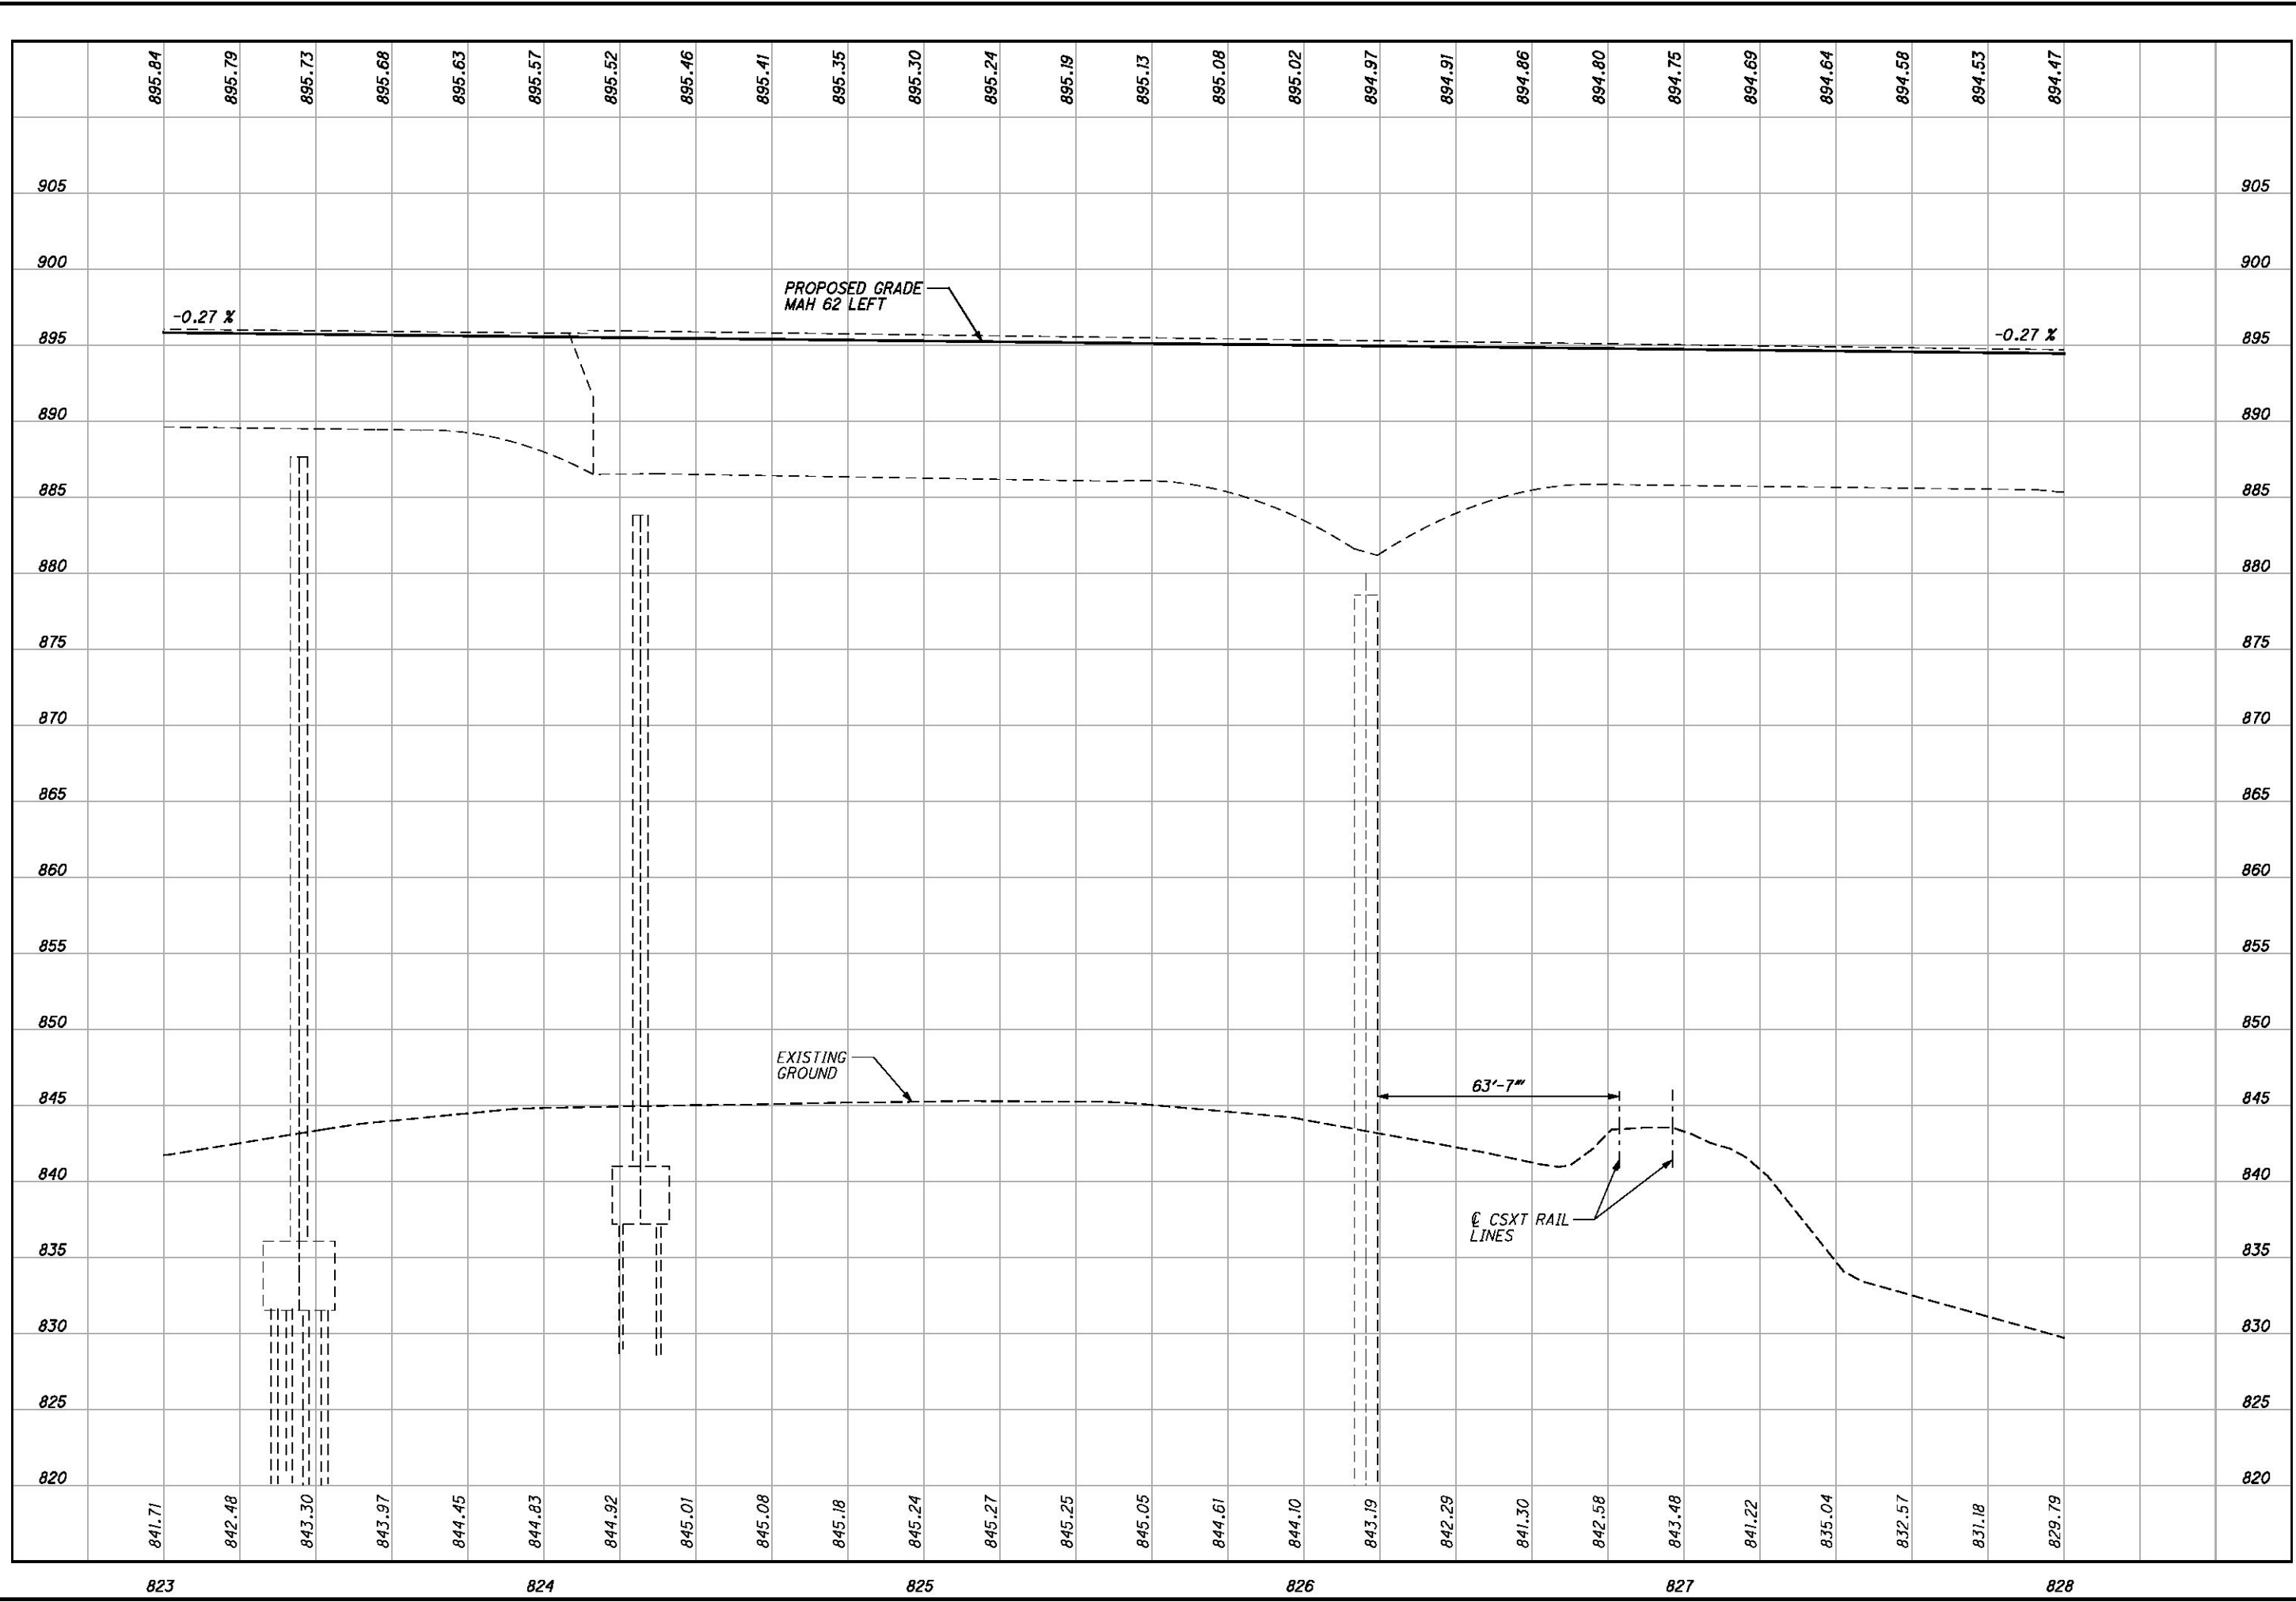 895.84 895.79 895.73 895.68 895.63 895.57 895.52 895.46 895.41 895.35 895.30 895.24 895.19 895.13 895.08 895.02 894.97 894.91 894.86 894.80 894.75 894.69 894.64 894.58 894.53 894.47
905 905
900 900
PROPOSED GRADE
MAH 62 LEFT
-0.27 %
-0.27 %
895 895
890 890
885 885
880 880
875 875
870 870
865 865
860 860
855 855
850 850
EXISTING
GROUND
63'-7"
845 845
840 840
℄ CSXT RAIL
LINES
835 835
830 830
825 825
820 820
841.71 842.48 843.30 843.97 844.45 844.83 844.92 845.01 845.08 845.18 845.24 845.27 845.25 845.05 844.61 844.10 843.19 842.29 841.30 842.58 843.48 841.22 835.04 832.57 831.18 829.79
823 824 825 826 827 828